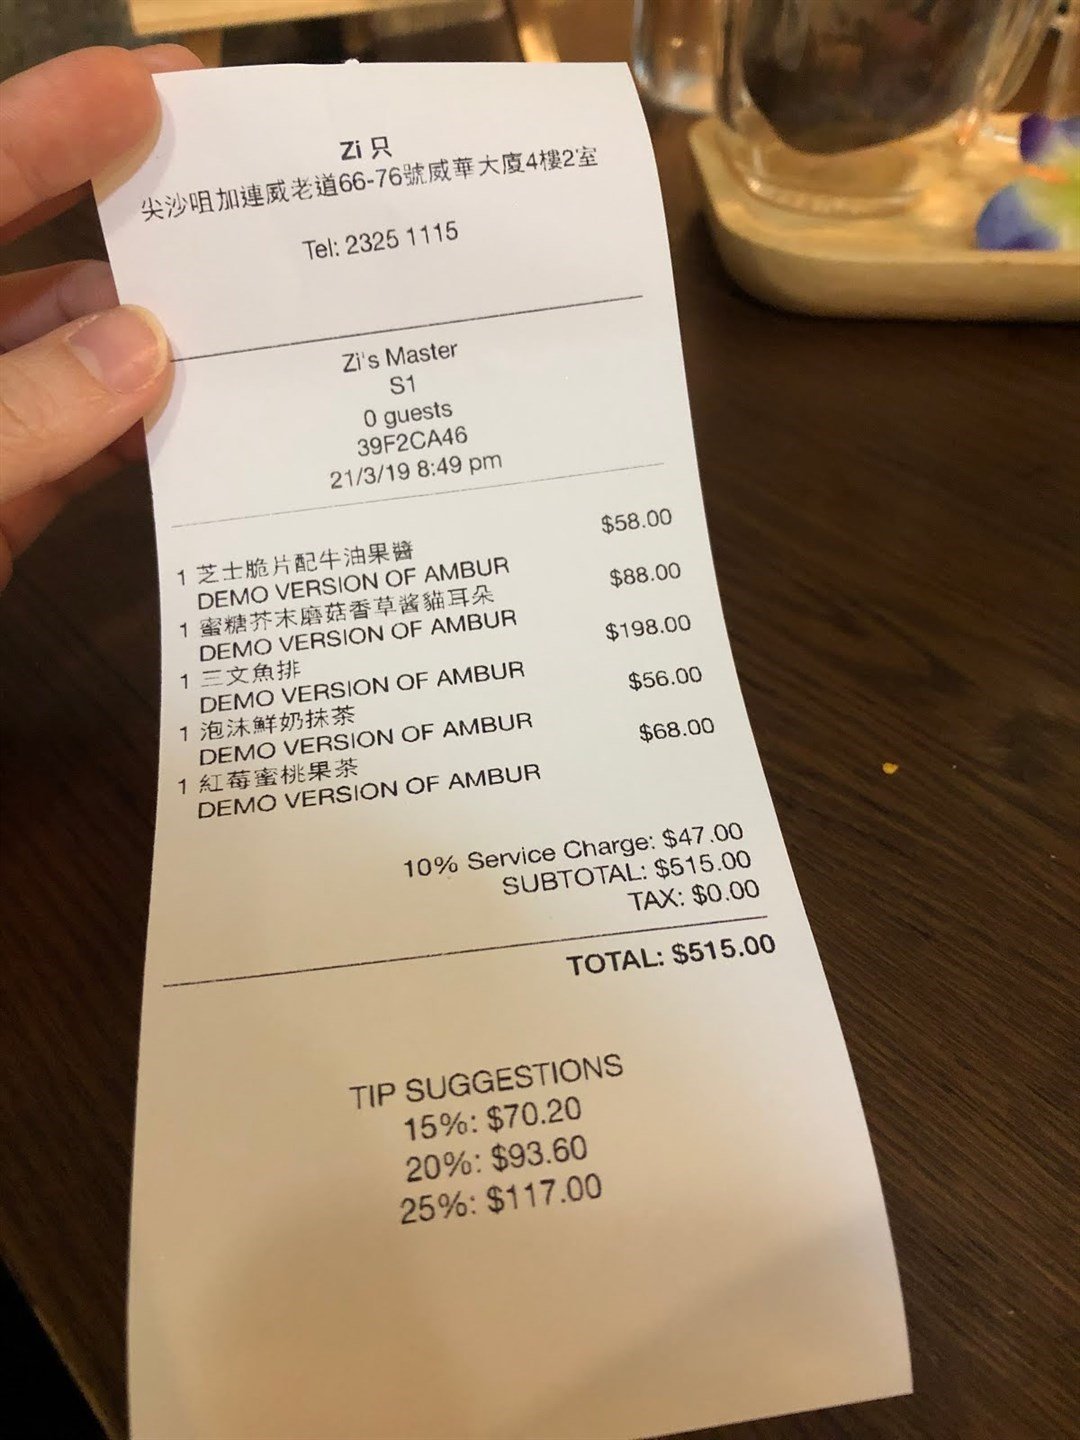 Zi 只
尖沙咀加連威老道66-76號威華大廈4樓2室
Tel: 2325 1115
Zi's Master
S1
0 guests
39F2CA46
21/3/19 8:49 pm
1 芝士脆片配牛油果醬 $58.00
DEMO VERSION OF AMBUR
1 蜜糖芥末磨菇香草酱貓耳朵 $88.00
DEMO VERSION OF AMBUR
1 三文魚排 $198.00
DEMO VERSION OF AMBUR
1 泡沫鮮奶抹茶 $56.00
DEMO VERSION OF AMBUR
1 紅莓蜜桃果茶 $68.00
DEMO VERSION OF AMBUR
10% Service Charge: $47.00
SUBTOTAL: $515.00
TAX: $0.00
TOTAL: $515.00
TIP SUGGESTIONS
15%: $70.20
20%: $93.60
25%: $117.00